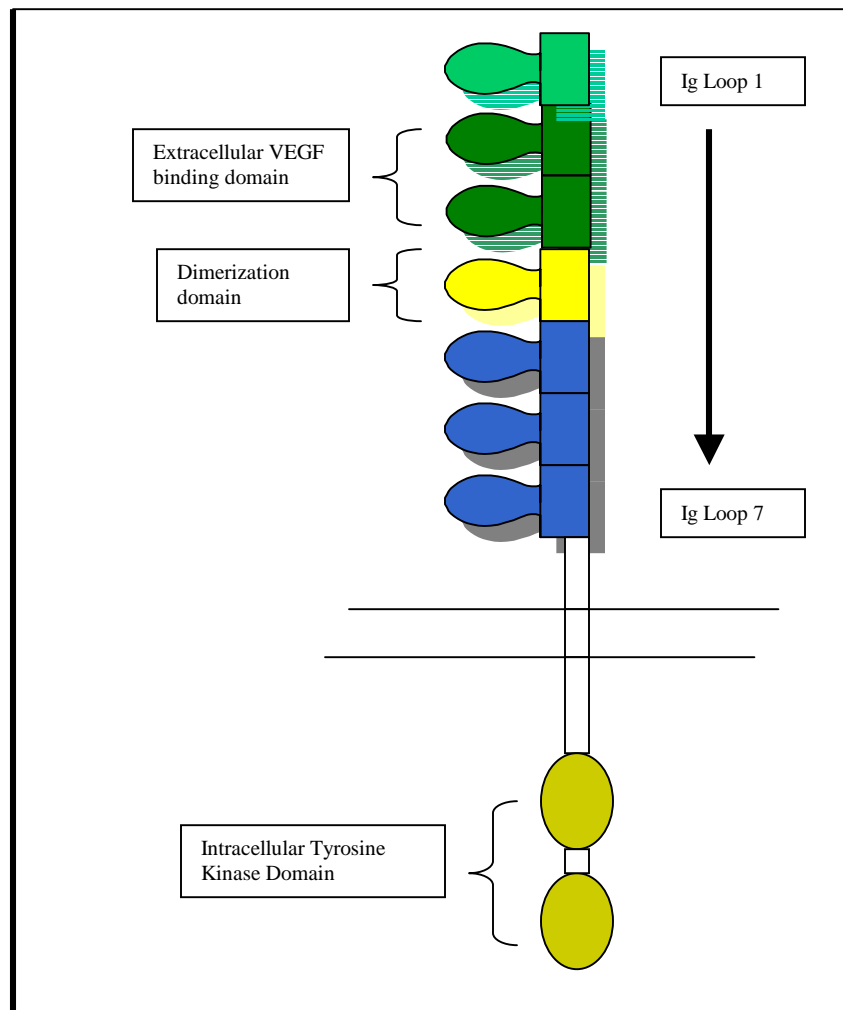 Ig Loop 1
Extracellular VEGF
binding domain
Dimerization
domain
Ig Loop 7
Intracellular Tyrosine
Kinase Domain